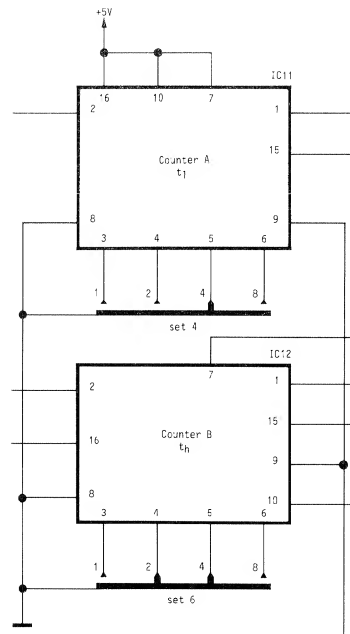 +5V
IC11
16 10 7
2 1
Counter A
t1
15
8 9
3 4 5 6
1 2 4 8
set 4
IC12
7
2 1
Counter B
th
15
16
9
8
10
3 4 5 6
1 2 4 8
set 6